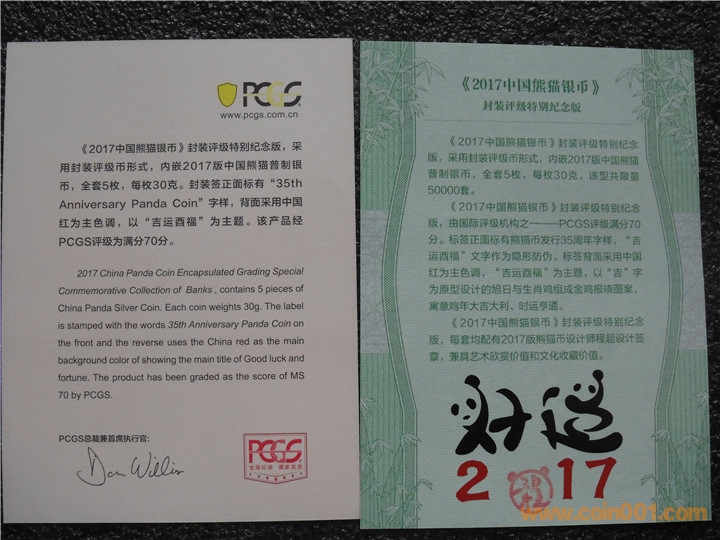 PCGS
www.pcgs.com.cn
《2017中国熊猫银币》封装评级特别纪念版，采
用封装评级币形式，内嵌2017版中国熊猫普制银
币，全套5枚，每枚30克。封装签正面标有“35th
Anniversary Panda Coin”字样，背面采用中国
红为主色调，以“吉运酉福”为主题。该产品经
PCGS评级为满分70分。
2017 China Panda Coin Encapsulated Grading Special
Commemorative Collection of Banks , contains 5 pieces of
China Panda Silver Coin. Each coin weights 30g. The label
is stamped with the words 35th Anniversary Panda Coin on
the front and the reverse uses the China red as the main
background color of showing the main title of Good luck and
fortune. The product has been graded as the score of MS
70 by PCGS.
PCGS总裁兼首席执行官:
Don Willis
PCGS
《2017中国熊猫银币》
封装评级特别纪念版
《2017中国熊猫银币》封装评级特别纪念
版，采用封装评级币形式，内嵌2017版中国熊猫
普制银币，全套5枚，每枚30克，该型共限量
50000套。
《2017中国熊猫银币》封装评级特别纪念
版，由国际评级机构之一——PCGS评级满分70
分。标签正面标有熊猫币发行35周年字样，“吉
运酉福”文字作为隐形防伪。标签背面采用中国
红为主色调，“吉运酉福”为主题，以“吉”字
为原型设计的旭日与生肖鸡组成金鸡报晓图案，
寓意鸡年大吉大利、时运亨通。
《2017中国熊猫银币》封装评级特别纪念
版，每套均配有2017版熊猫币设计师程超设计签
章，兼具艺术欣赏价值和文化收藏价值。
财运
2 17
www.coin001.com